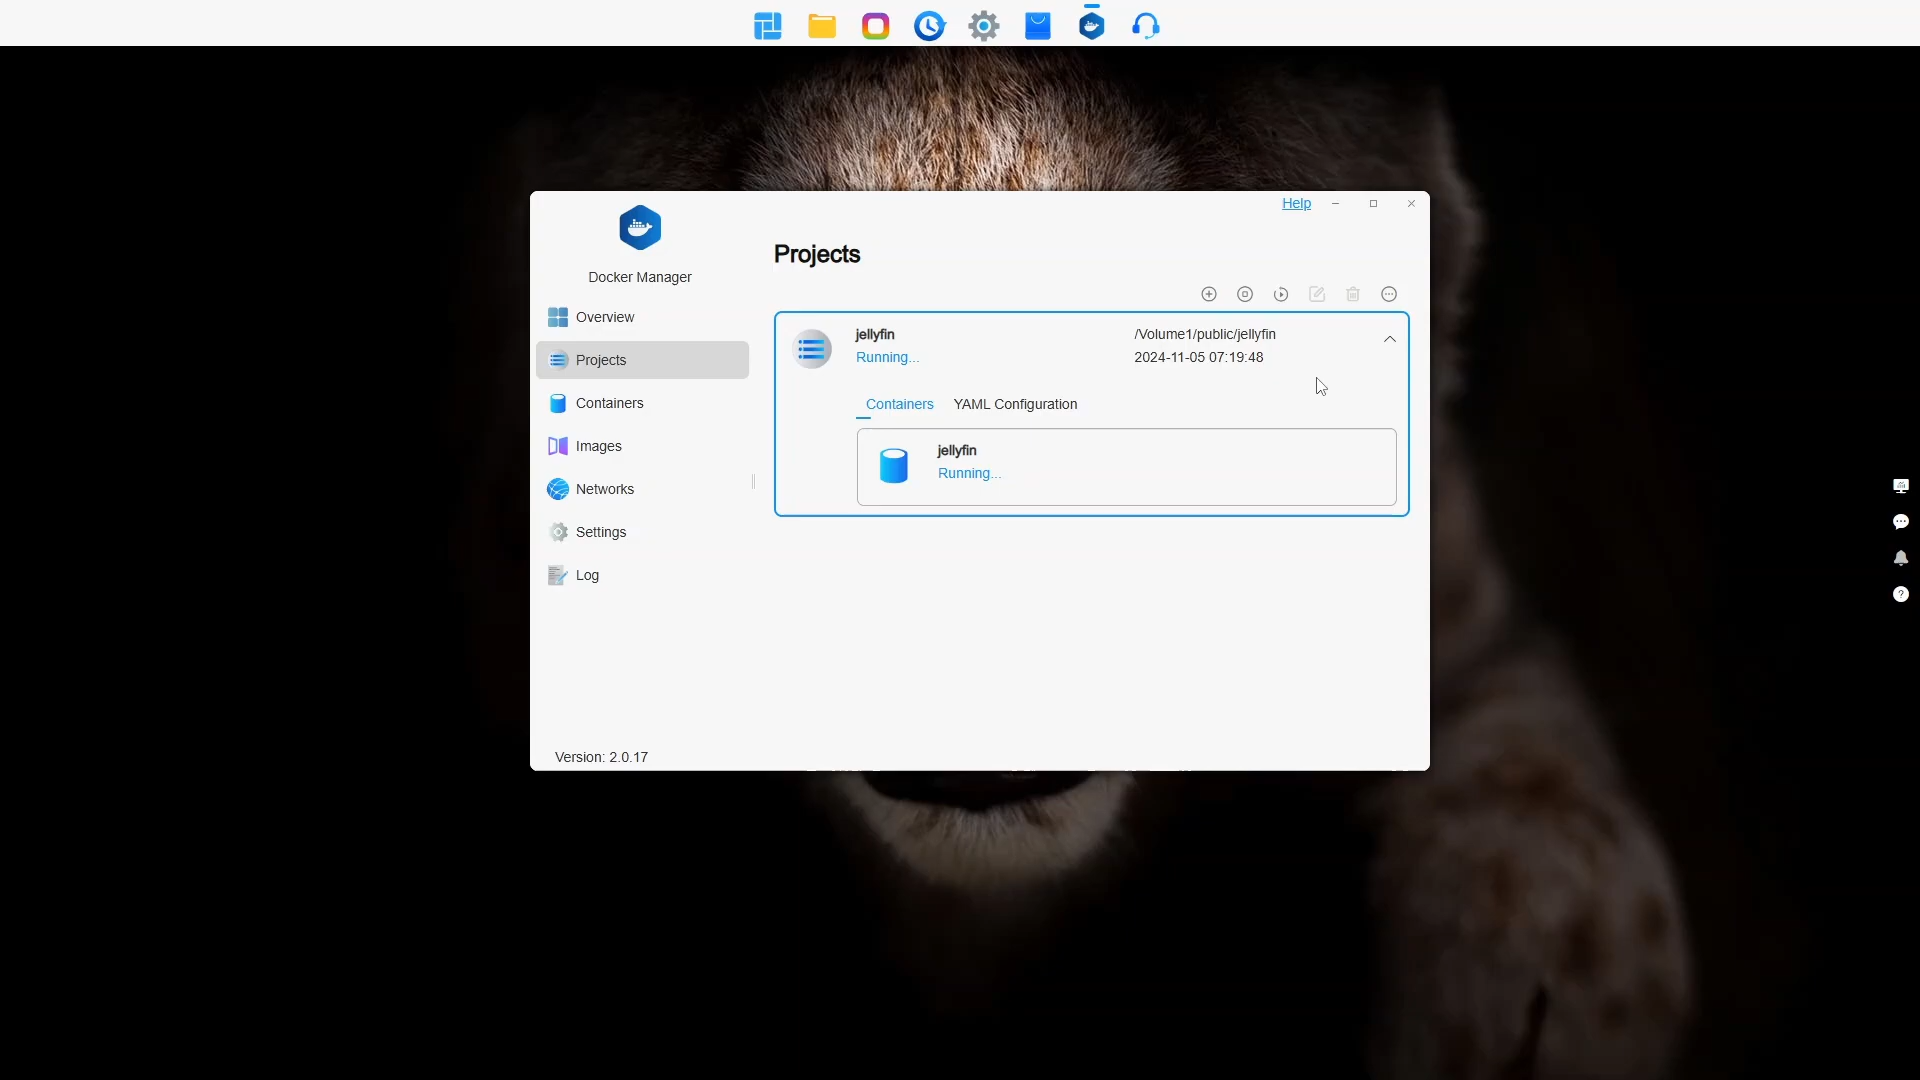 Help
Docker Manager
Overview
Projects
Containers
Images
Networks
Settings
Log
Version: 2.0.17
Projects
jellyfin
Running...
/Volume1/public/jellyfin
2024-11-05 07:19:48
Containers YAML Configuration
jellyfin
Running...